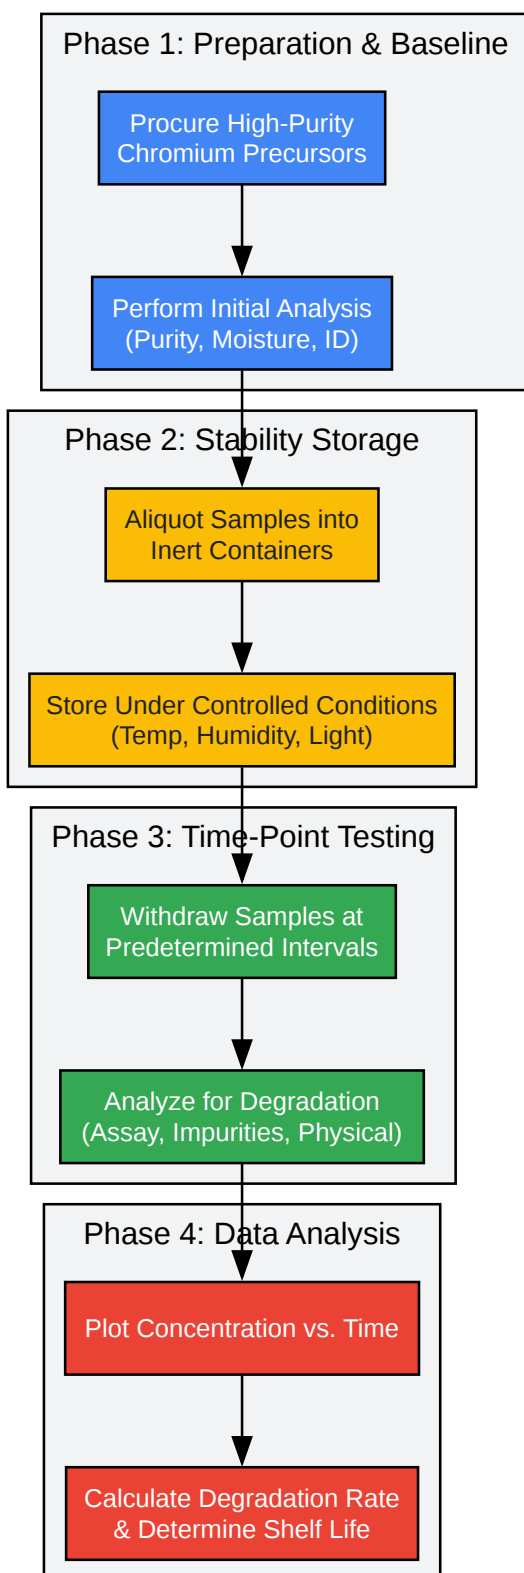 Phase 1: Preparation & Baseline
Procure High-Purity
Chromium Precursors
Perform Initial Analysis
(Purity, Moisture, ID)
Phase 2: Stability Storage
Aliquot Samples into
Inert Containers
Store Under Controlled Conditions
(Temp, Humidity, Light)
Phase 3: Time-Point Testing
Withdraw Samples at
Predetermined Intervals
Analyze for Degradation
(Assay, Impurities, Physical)
Phase 4: Data Analysis
Plot Concentration vs. Time
Calculate Degradation Rate
& Determine Shelf Life